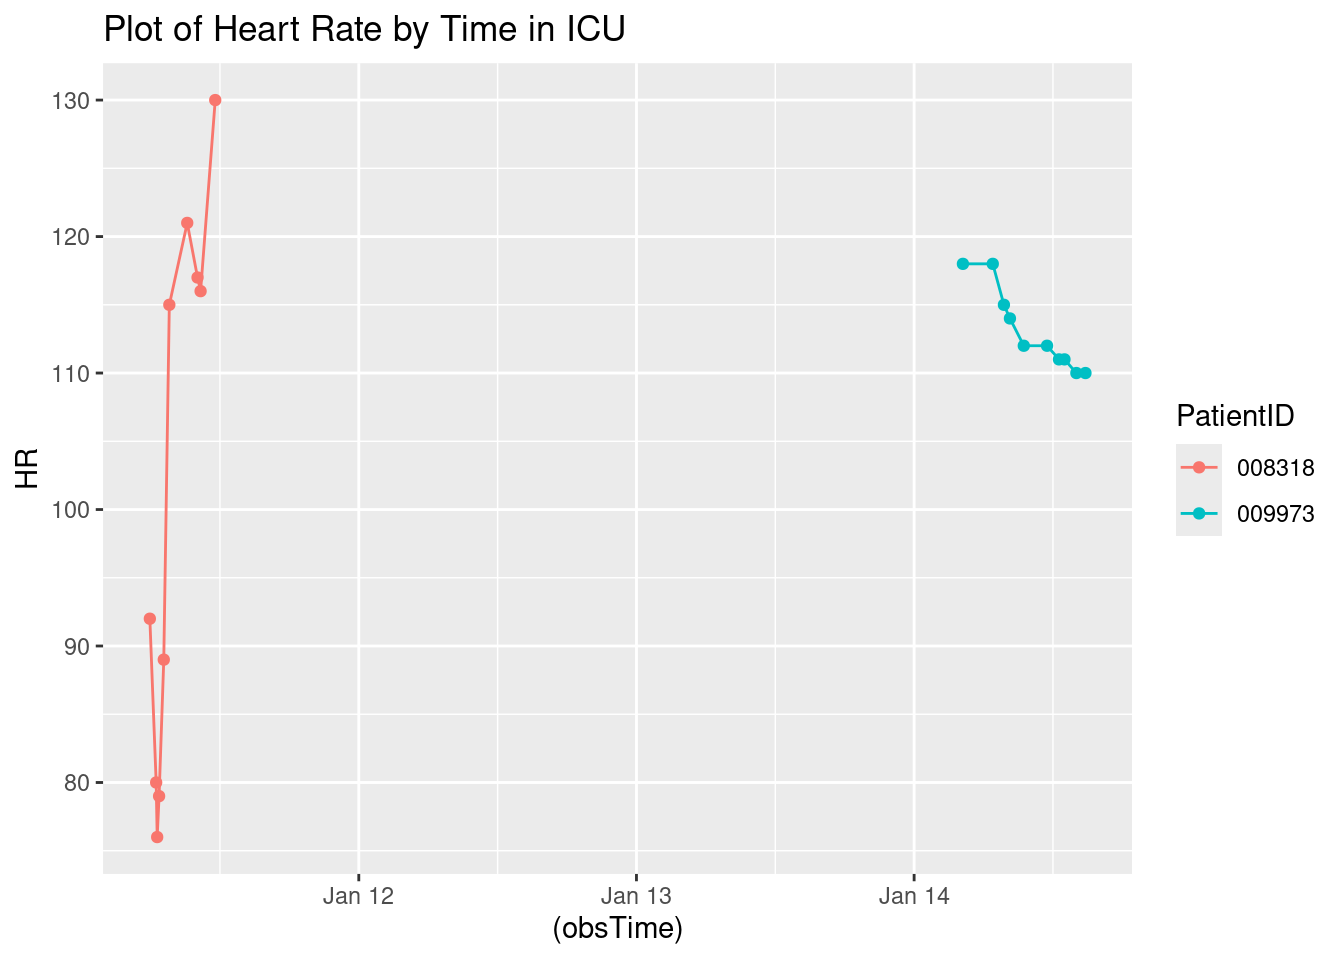 Plot of Heart Rate by Time in ICU
130
120
110
100
90
80
HR
Jan 12 Jan 13 Jan 14
(obsTime)
PatientID
008318
009973